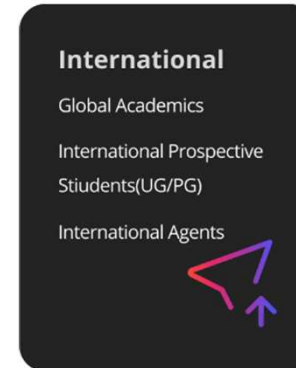 International
Global Academics
International Prospective
Stiudents(UG/PG)
International Agents